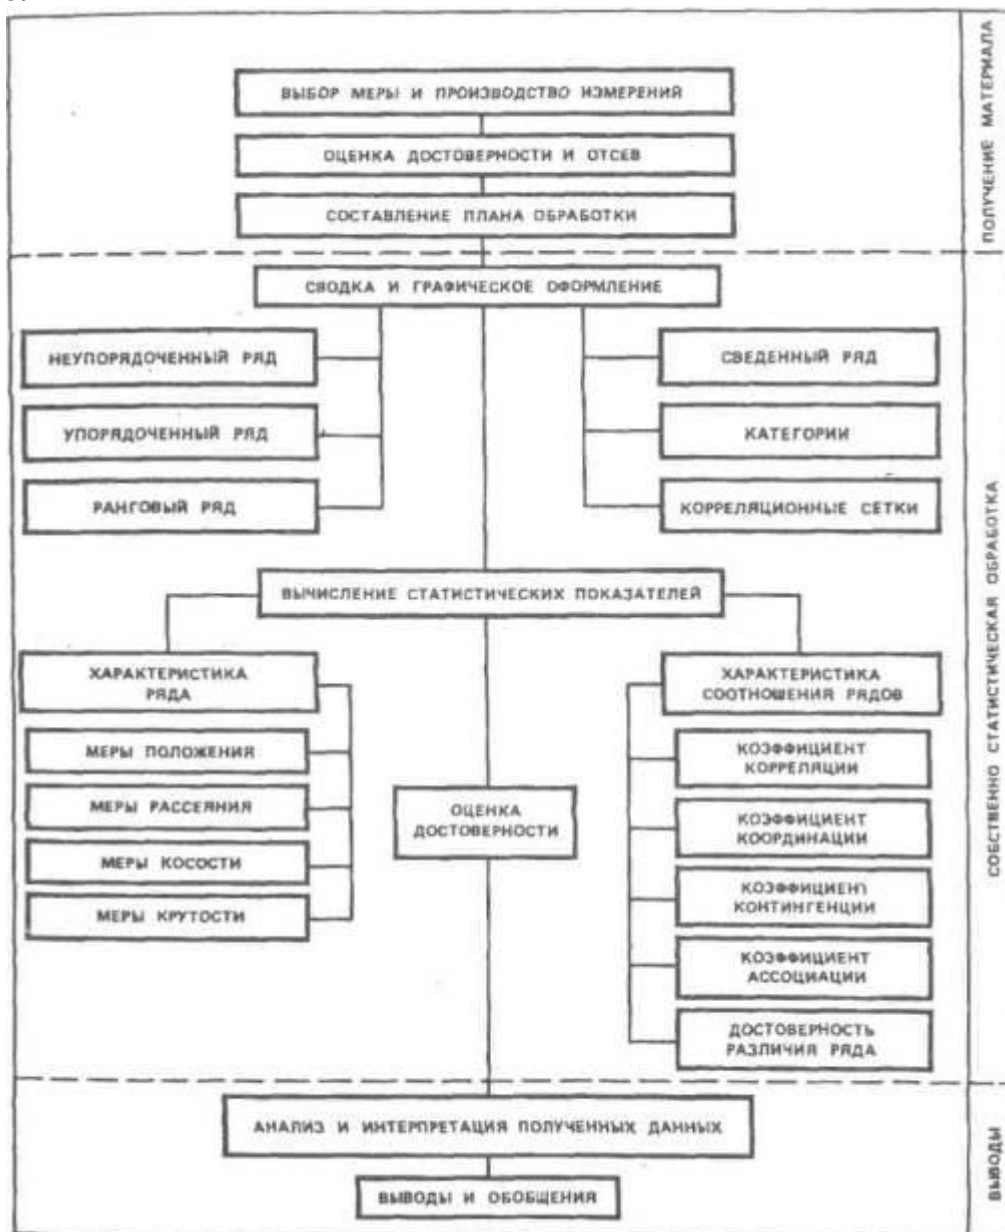 ВЫБОР МЕРЫ И ПРОИЗВОДСТВО ИЗМЕРЕНИЯ
ОЦЕНКА ДОСТОВЕРНОСТИ И ОТСЕВ
СОСТАВЛЕНИЕ ПЛАНА ОБРАБОТКИ
ПОЛУЧЕНИЕ МАТЕРИАЛА
СВОДКА И ГРАФИЧЕСКОЕ ОФОРМЛЕНИЕ
НЕУПОРЯДОЧЕННЫЙ РЯД
УПОРЯДОЧЕННЫЙ РЯД
РАНГОВЫЙ РЯД
СВЕДЕННЫЙ РЯД
КАТЕГОРИИ
КОРРЕЛЯЦИОННЫЕ СЕТКИ
ВЫЧИСЛЕНИЕ СТАТИСТИЧЕСКИХ ПОКАЗАТЕЛЕЙ
ХАРАКТЕРИСТИКА
РЯДА
МЕРЫ ПОЛОЖЕНИЯ
МЕРЫ РАССЕЯНИЯ
МЕРЫ КОСОСТИ
МЕРЫ КРУТОСТИ
ОЦЕНКА
ДОСТОВЕРНОСТИ
ХАРАКТЕРИСТИКА
СООТНОШЕНИЯ РЯДОВ
КОЭФФИЦИЕНТ
КОРРЕЛЯЦИИ
КОЭФФИЦИЕНТ
КООРДИНАЦИИ
КОЭФФИЦИЕНТ
КОНТИНГЕНЦИИ
КОЭФФИЦИЕНТ
АССОЦИАЦИИ
ДОСТОВЕРНОСТЬ
РАЗЛИЧИЯ РЯДА
СОБСТВЕННО СТАТИСТИЧЕСКАЯ ОБРАБОТКА
АНАЛИЗ И ИНТЕРПРЕТАЦИЯ ПОЛУЧЕННЫХ ДАННЫХ
ВЫВОДЫ И ОБОБЩЕНИЯ
ВЫВОДЫ